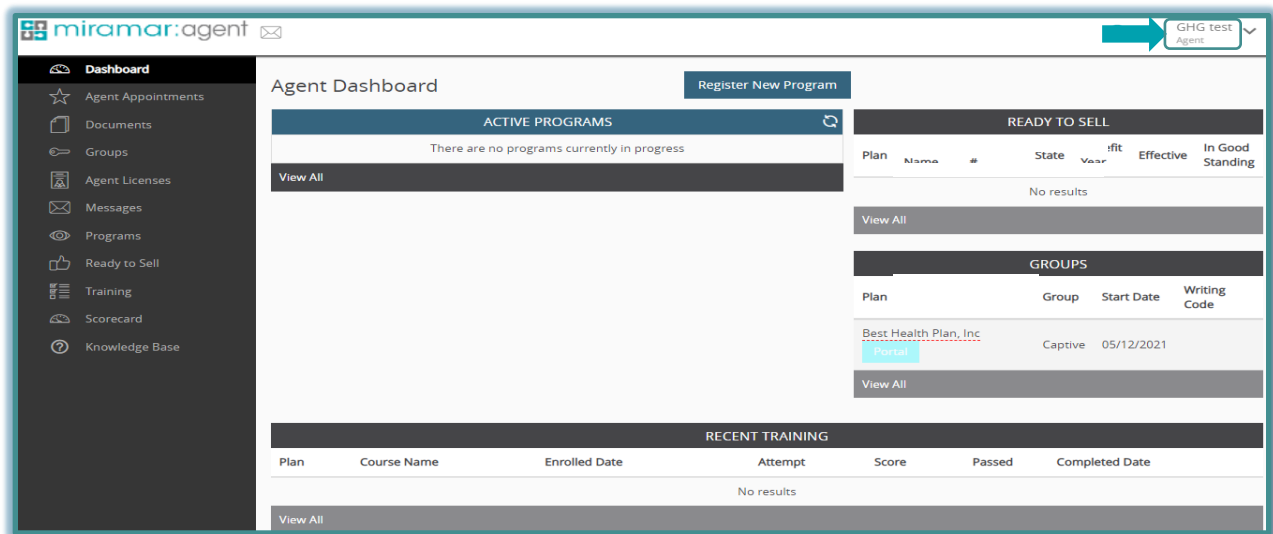 miramar:agent
GHG test
Agent
Dashboard
Agent Appointments
Documents
Groups
Agent Licenses
Messages
Programs
Ready to Sell
Training
Scorecard
Knowledge Base
Agent Dashboard
Register New Program
ACTIVE PROGRAMS
There are no programs currently in progress
View All
READY TO SELL
Plan # State Effective In Good Standing
No results
View All
GROUPS
Plan Group Start Date Writing Code
Best Health Plan, Inc Captive 05/12/2021
Portal
View All
RECENT TRAINING
Plan Course Name Enrolled Date Attempt Score Passed Completed Date
No results
View All